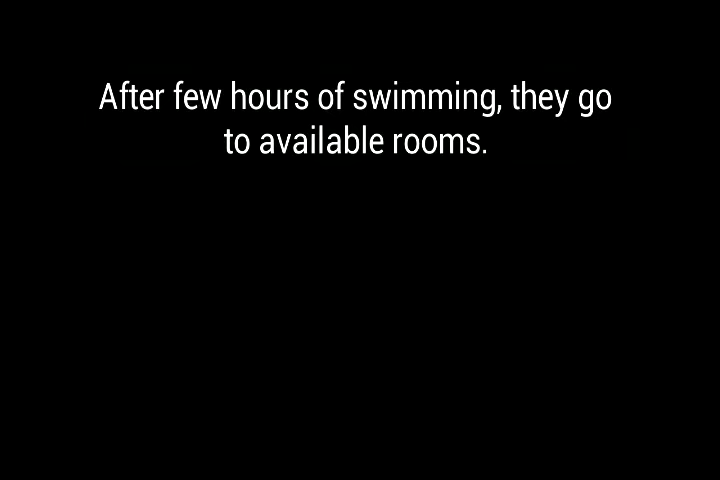 After few hours of swimming, they go
to available rooms.